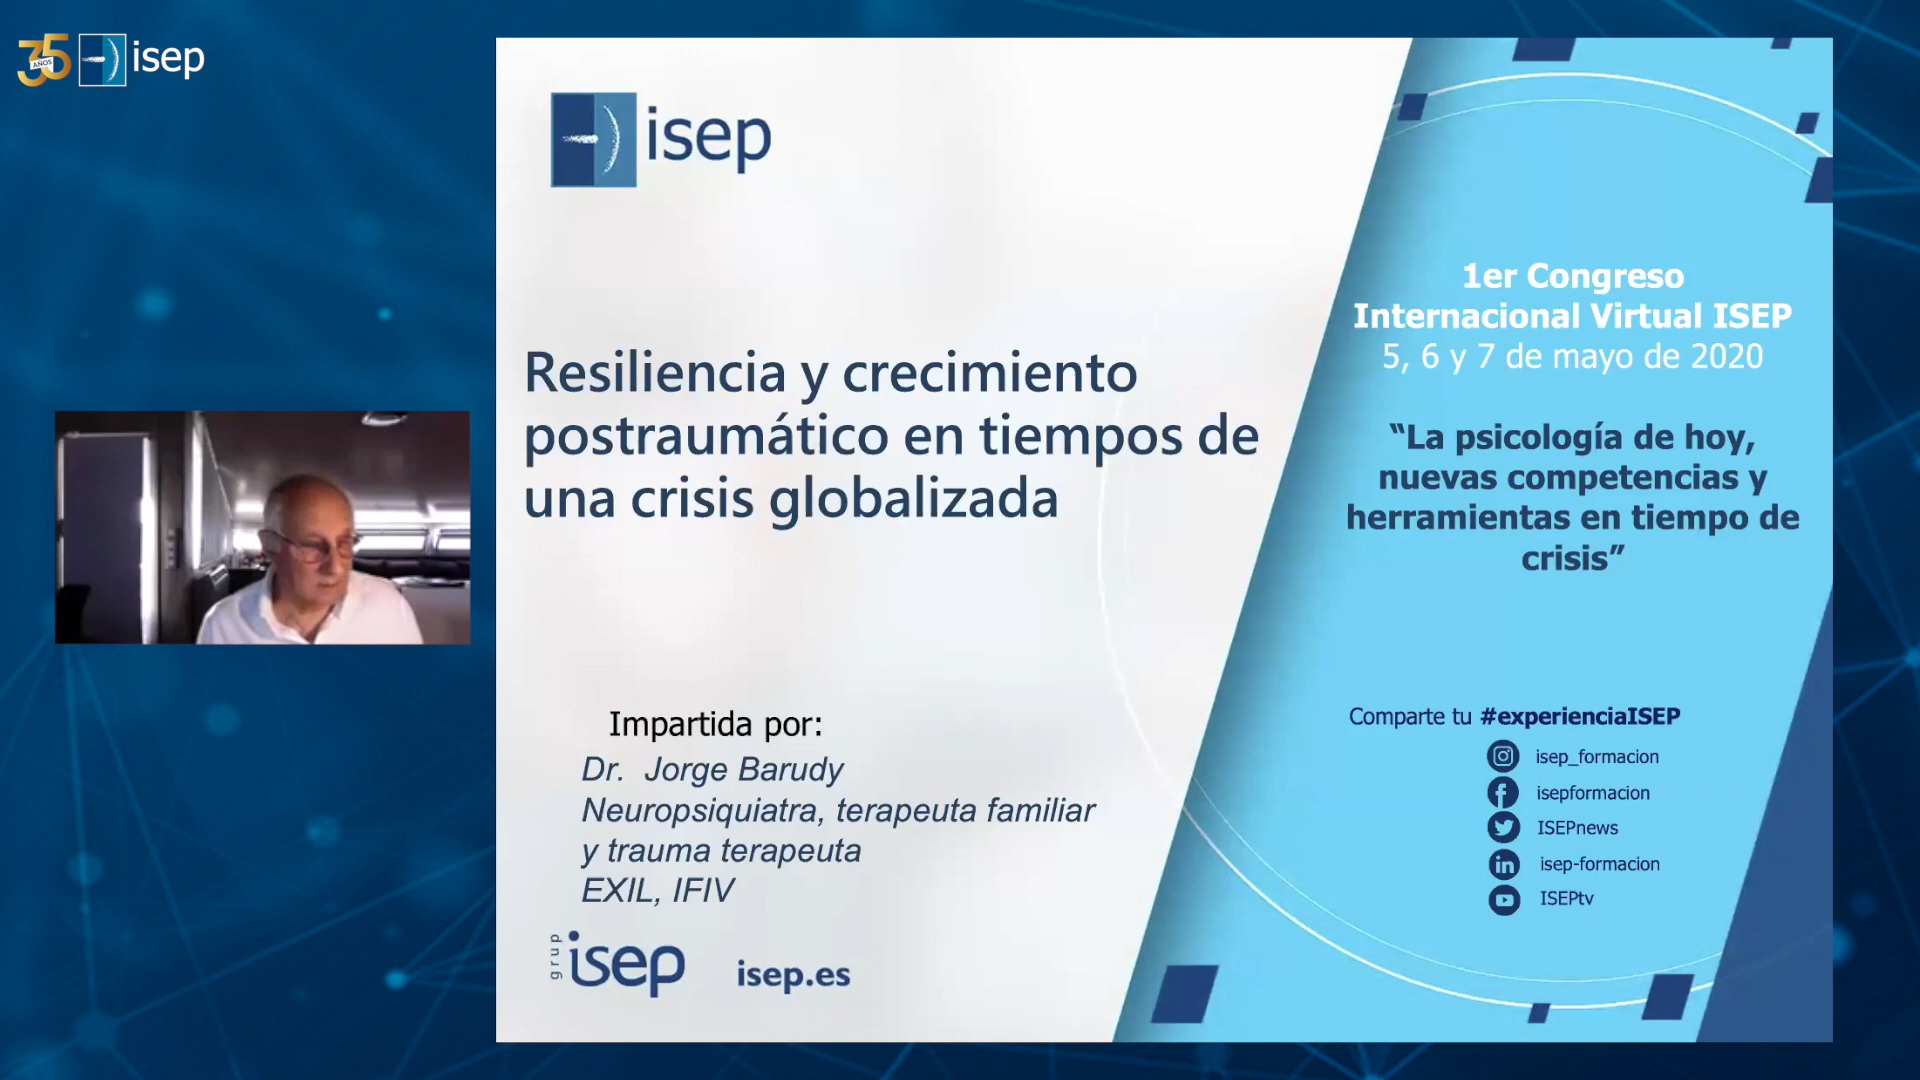 35
AÑOS
isep
isep
Resiliencia y crecimiento
postraumático en tiempos de
una crisis globalizada
Impartida por:
Dr. Jorge Barudy
Neuropsiquiatra, terapeuta familiar
y trauma terapeuta
EXIL, IFIV
grup isep
isep.es
1er Congreso
Internacional Virtual ISEP
5, 6 y 7 de mayo de 2020
“La psicología de hoy,
nuevas competencias y
herramientas en tiempo de
crisis”
Comparte tu #experienciaISEP
isep_formacion
isepformacion
ISEPnews
isep-formacion
ISEPtv